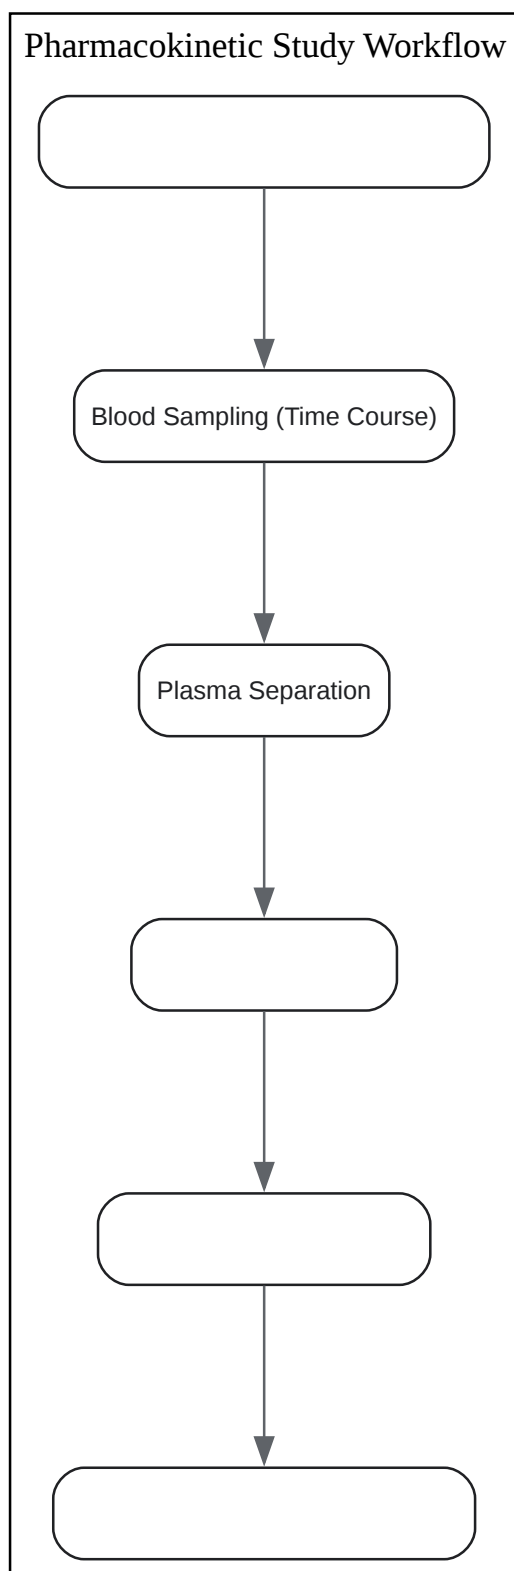 Pharmacokinetic Study Workflow
Blood Sampling (Time Course)
Plasma Separation